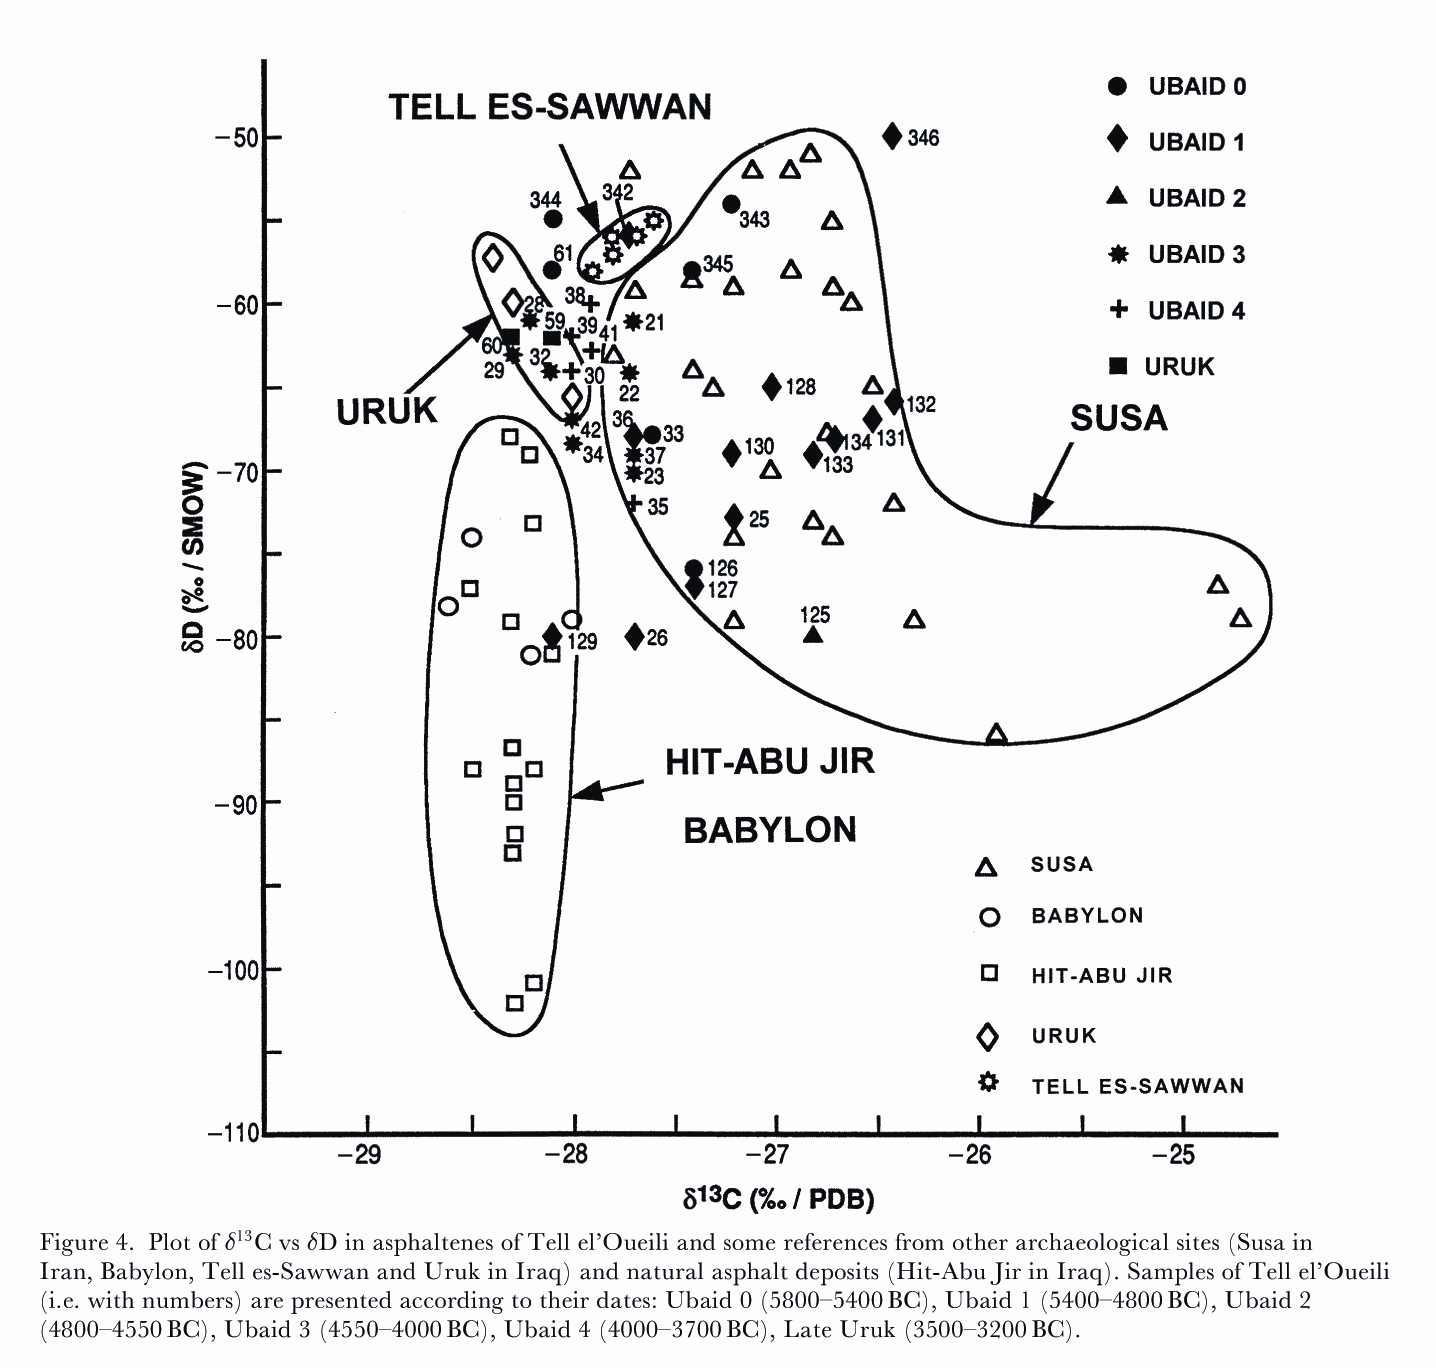 TELL ES-SAWWAN
UBAID 0
UBAID 1
UBAID 2
UBAID 3
UBAID 4
URUK
−50
−60
−70
−80
−90
−100
−110
δD (‰ / SMOW)
346
342
344
343
61
345
38
28
59
39
41
21
60
32
29
30
22
128
132
36
42
33
34
37
23
130
134
131
133
35
25
126
127
125
129
26
URUK
SUSA
HIT-ABU JIR
BABYLON
SUSA
BABYLON
HIT-ABU JIR
URUK
TELL ES-SAWWAN
−29
−28
−27
−26
−25
δ¹³C (‰ / PDB)
Figure 4. Plot of δ¹³C vs δD in asphaltenes of Tell el'Oueili and some references from other archaeological sites (Susa in
Iran, Babylon, Tell es-Sawwan and Uruk in Iraq) and natural asphalt deposits (Hit-Abu Jir in Iraq). Samples of Tell el'Oueili
(i.e. with numbers) are presented according to their dates: Ubaid 0 (5800–5400 BC), Ubaid 1 (5400–4800 BC), Ubaid 2
(4800–4550 BC), Ubaid 3 (4550–4000 BC), Ubaid 4 (4000–3700 BC), Late Uruk (3500–3200 BC).